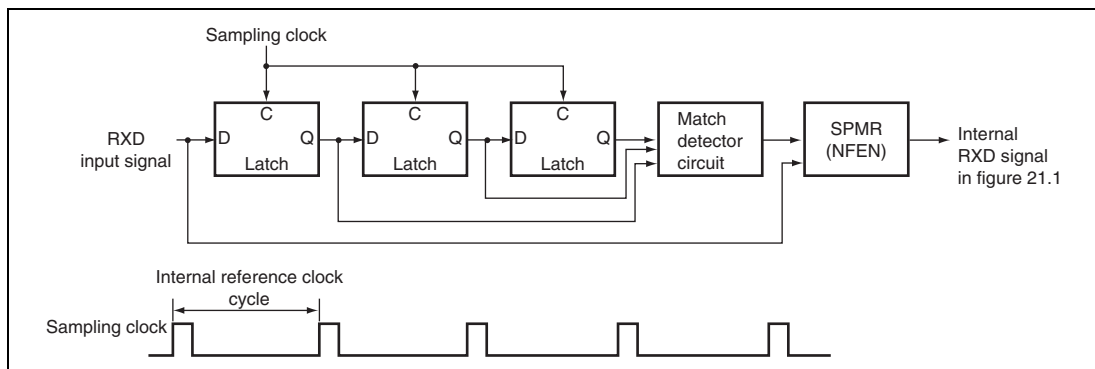 Sampling clock
C
C
C
RXD
input signal
D
Q
Latch
D
Q
Latch
D
Q
Latch
Match
detector
circuit
SPMR
(NFEN)
Internal
RXD signal
in figure 21.1
Internal reference clock
cycle
Sampling clock